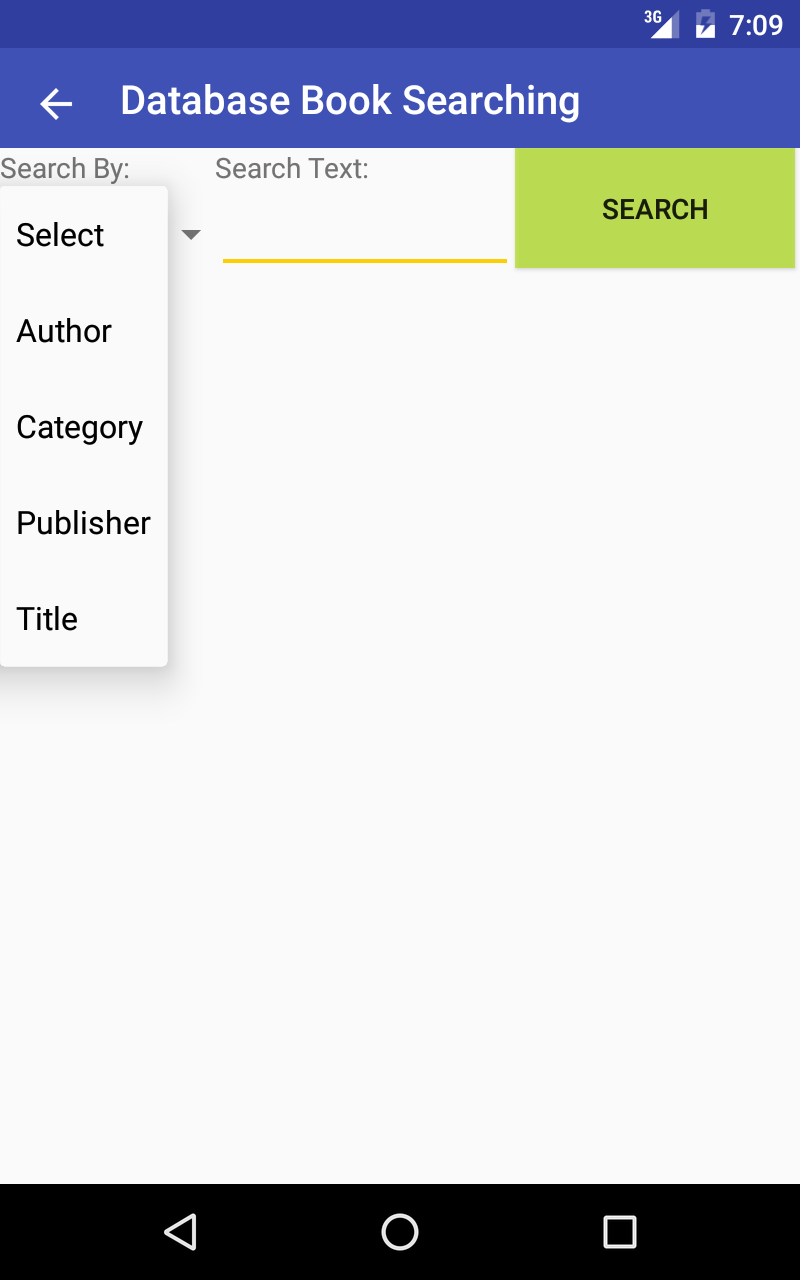 3G 7:09
Database Book Searching
Search By: Search Text:
SEARCH
Select
Author
Category
Publisher
Title